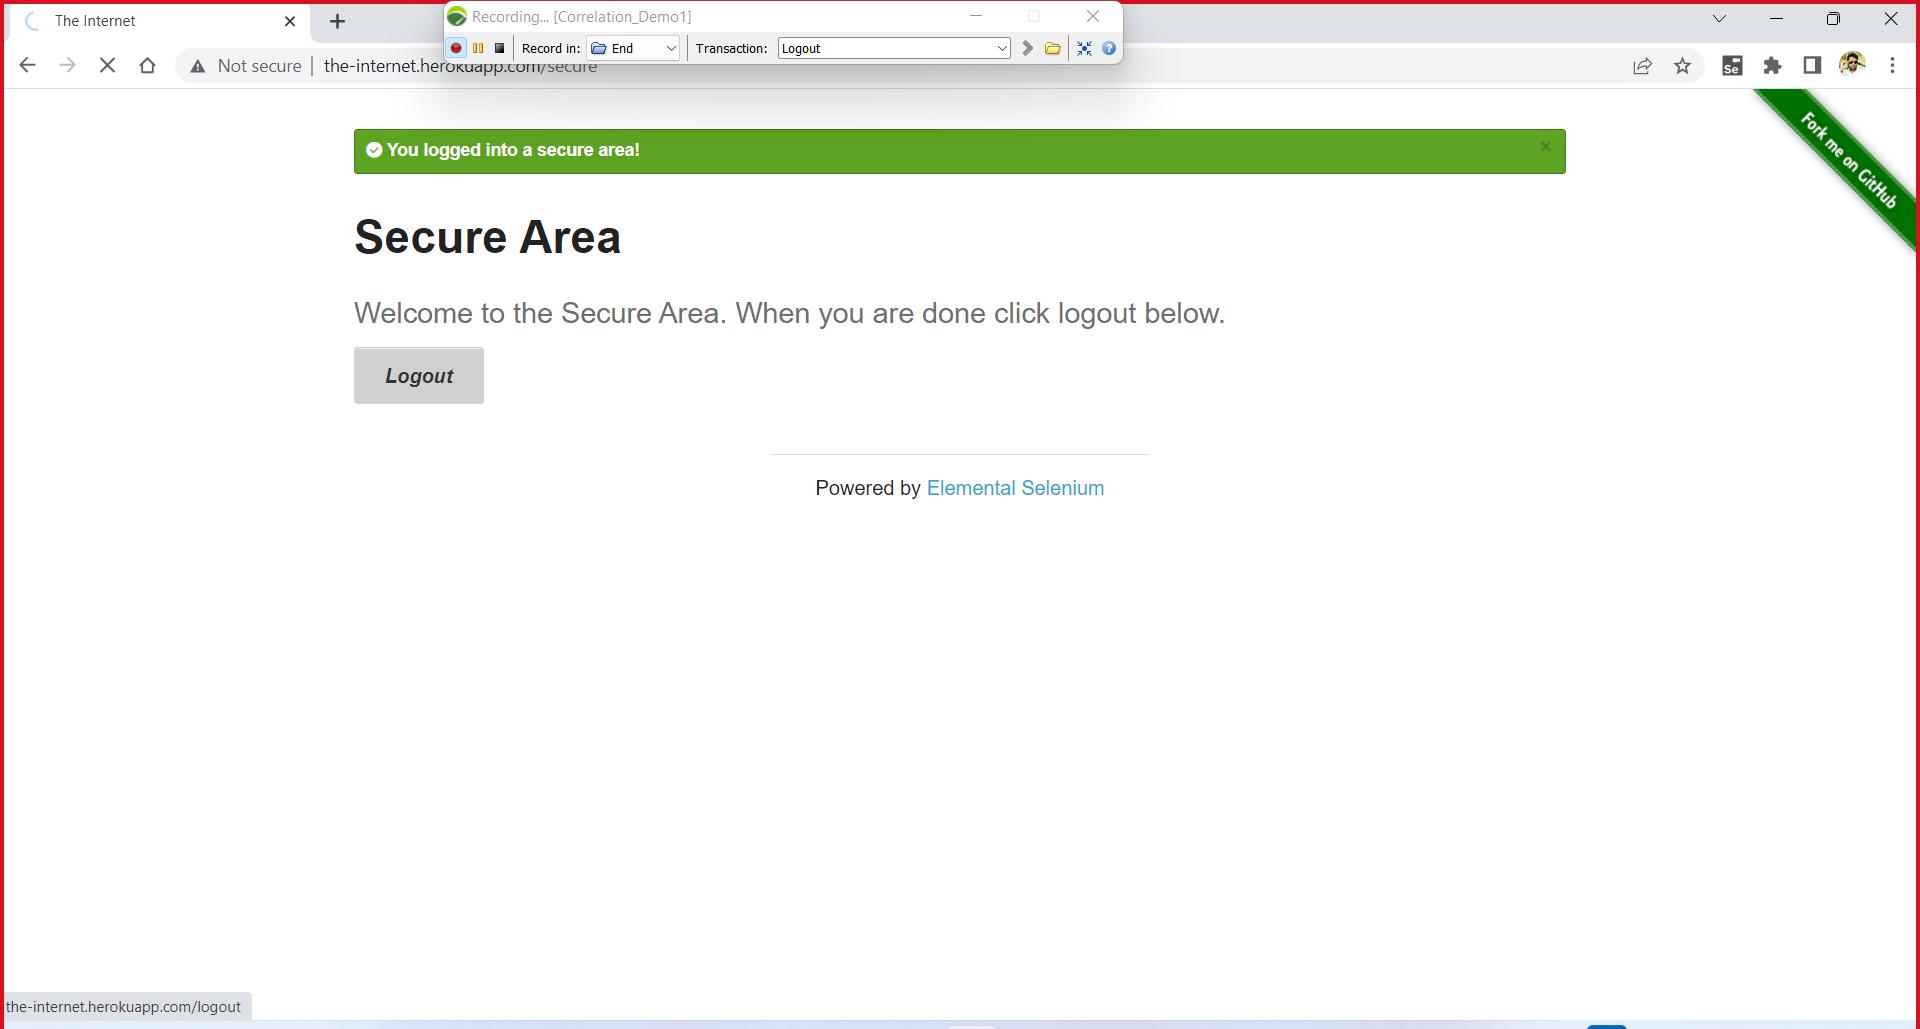 The Internet
Recording... [Correlation_Demo1]
Record in: End Transaction: Logout
Not secure the-internet.herokuapp.com/secure
Se
Fork me on GitHub
You logged into a secure area!
Secure Area
Welcome to the Secure Area. When you are done click logout below.
Logout
Powered by Elemental Selenium
the-internet.herokuapp.com/logout